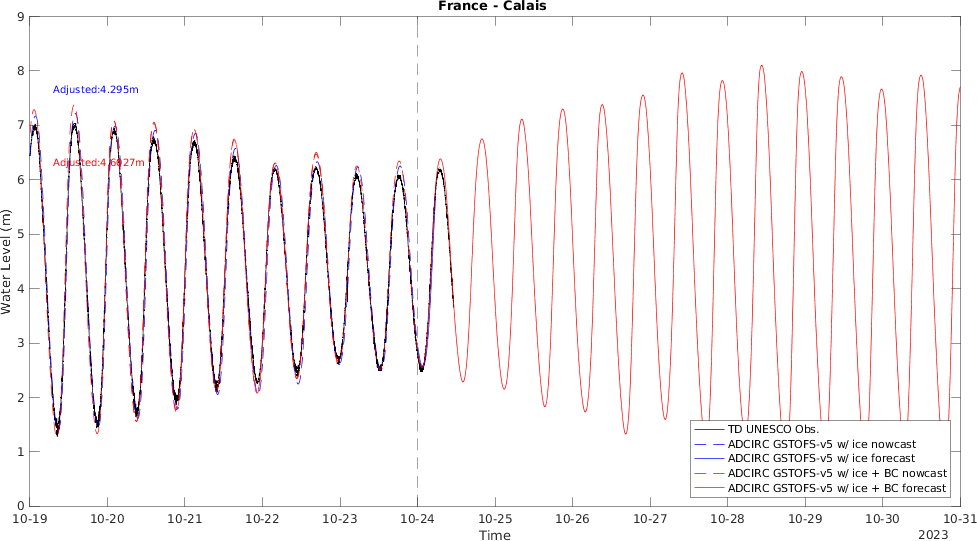 France - Calais
9
8
7
6
5
4
3
2
1
0
Water Level (m)
Adjusted:4.295m
Adjusted:4.6027m
TD UNESCO Obs.
ADCIRC GSTOFS-v5 w/ ice nowcast
ADCIRC GSTOFS-v5 w/ ice forecast
ADCIRC GSTOFS-v5 w/ ice + BC nowcast
ADCIRC GSTOFS-v5 w/ ice + BC forecast
10-19 10-20 10-21 10-22 10-23 10-24 10-25 10-26 10-27 10-28 10-29 10-30 10-31
Time
2023